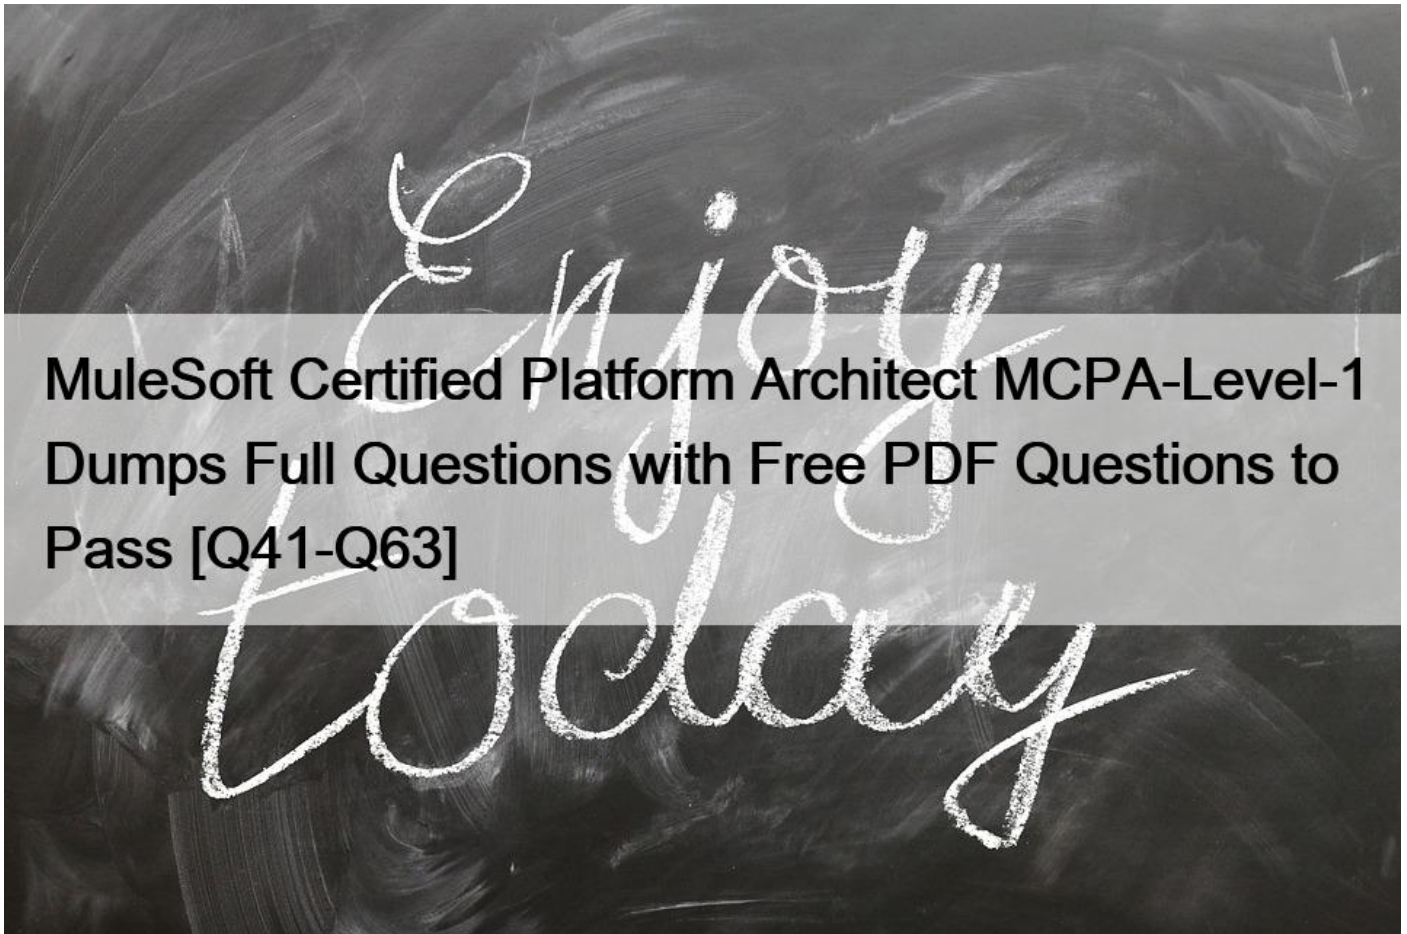 Enjoy
MuleSoft Certified Platform Architect MCPA-Level-1
Dumps Full Questions with Free PDF Questions to
Pass [Q41-Q63]
today